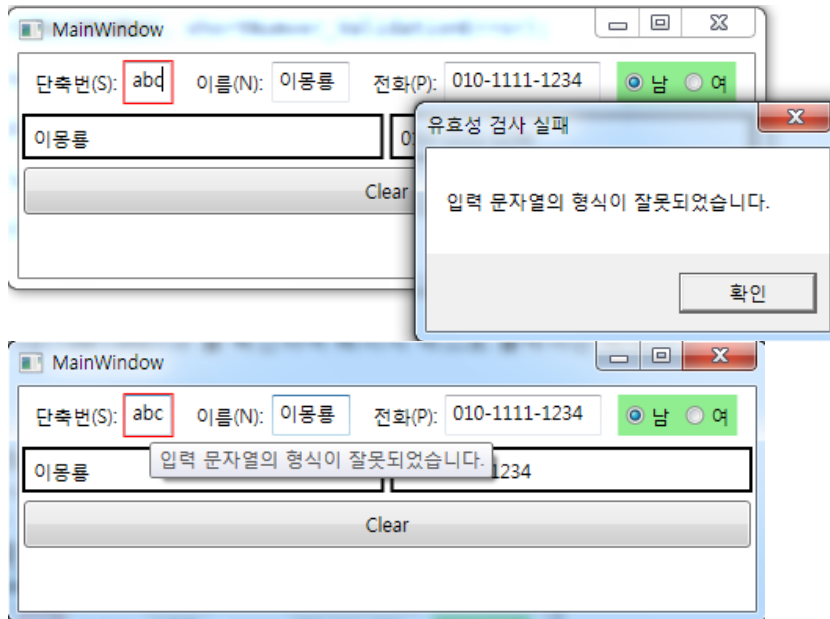 MainWindow
단축번(S): abc 이름(N): 이몽룡 전화(P): 010-1111-1234 남 여
유효성 검사 실패
이몽룡 0
Clear
입력 문자열의 형식이 잘못되었습니다.
확인
MainWindow
단축번(S): abc 이름(N): 이몽룡 전화(P): 010-1111-1234 남 여
입력 문자열의 형식이 잘못되었습니다.
이몽룡 1234
Clear